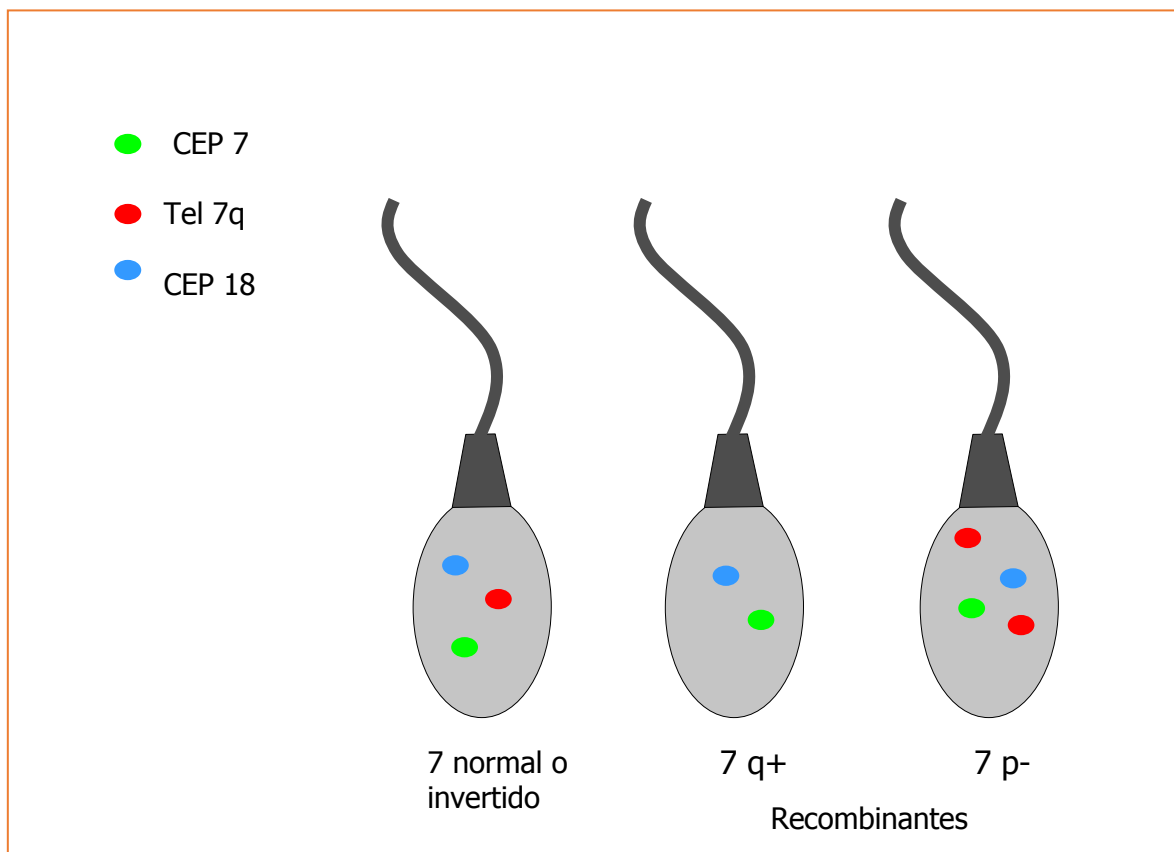 CEP 7
Tel 7q
CEP 18
7 normal o
invertido
7 q+
7 p-
Recombinantes